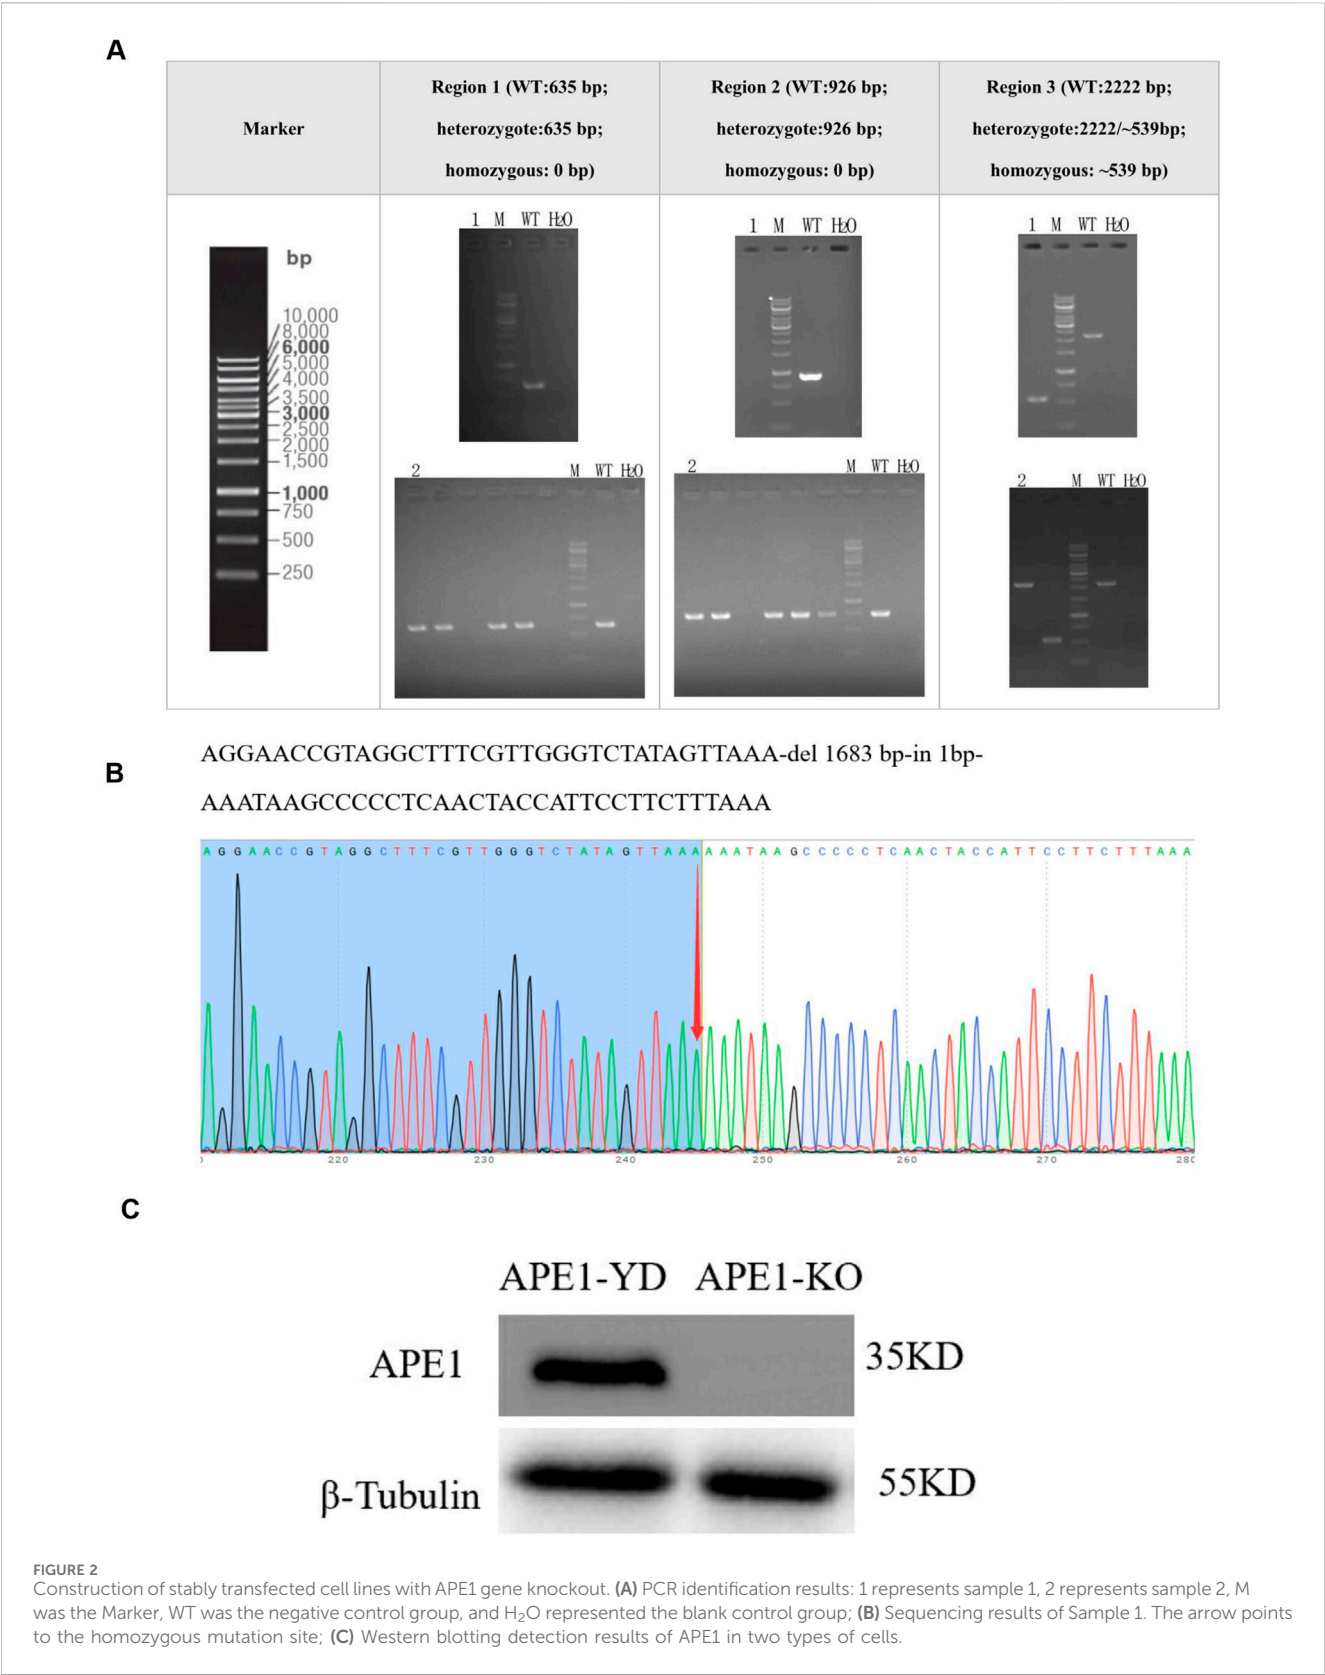 A
Marker
Region 1 (WT:635 bp;
heterozygote:635 bp;
homozygous: 0 bp)
Region 2 (WT:926 bp;
heterozygote:926 bp;
homozygous: 0 bp)
Region 3 (WT:2222 bp;
heterozygote:2222/~539bp;
homozygous: ~539 bp)
bp
10,000
8,000
6,000
5,000
4,000
3,500
3,000
2,500
2,000
1,500
1,000
750
500
250
1 M WT H2O
2 M WT H2O
1 M WT H2O
2 M WT H2O
1 M WT H2O
2 M WT H2O
B
AGGAACCGTAGGCTTTCGTTGGGTCTATAGTTAAA-del 1683 bp-in 1bp-
AAATAAGCCCCCTCAACTACCATTCCTTCTTTAAA
AGGAACCGTAGGCTTTCGTTGGGTCTATAGTTAAAAAATAAGCCCCCTCAACTACCATTCCTTCTTTAAA
220 230 240 250 260 270 280
C
APE1-YD APE1-KO
APE1 35KD
β-Tubulin 55KD
FIGURE 2
Construction of stably transfected cell lines with APE1 gene knockout. (A) PCR identification results: 1 represents sample 1, 2 represents sample 2, M
was the Marker, WT was the negative control group, and H₂O represented the blank control group; (B) Sequencing results of Sample 1. The arrow points
to the homozygous mutation site; (C) Western blotting detection results of APE1 in two types of cells.